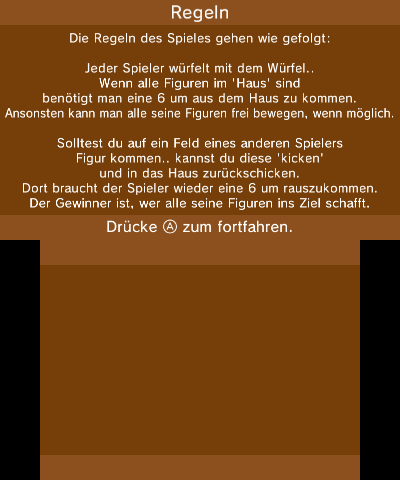 Regeln
Die Regeln des Spieles gehen wie gefolgt:
Jeder Spieler würfelt mit dem Würfel..
Wenn alle Figuren im 'Haus' sind
benötigt man eine 6 um aus dem Haus zu kommen.
Ansonsten kann man alle seine Figuren frei bewegen, wenn möglich.
Solltest du auf ein Feld eines anderen Spielers
Figur kommen.. kannst du diese 'kicken'
und in das Haus zurückschicken.
Dort braucht der Spieler wieder eine 6 um rauszukommen.
Der Gewinner ist, wer alle seine Figuren ins Ziel schafft.
Drücke Ⓐ zum fortfahren.